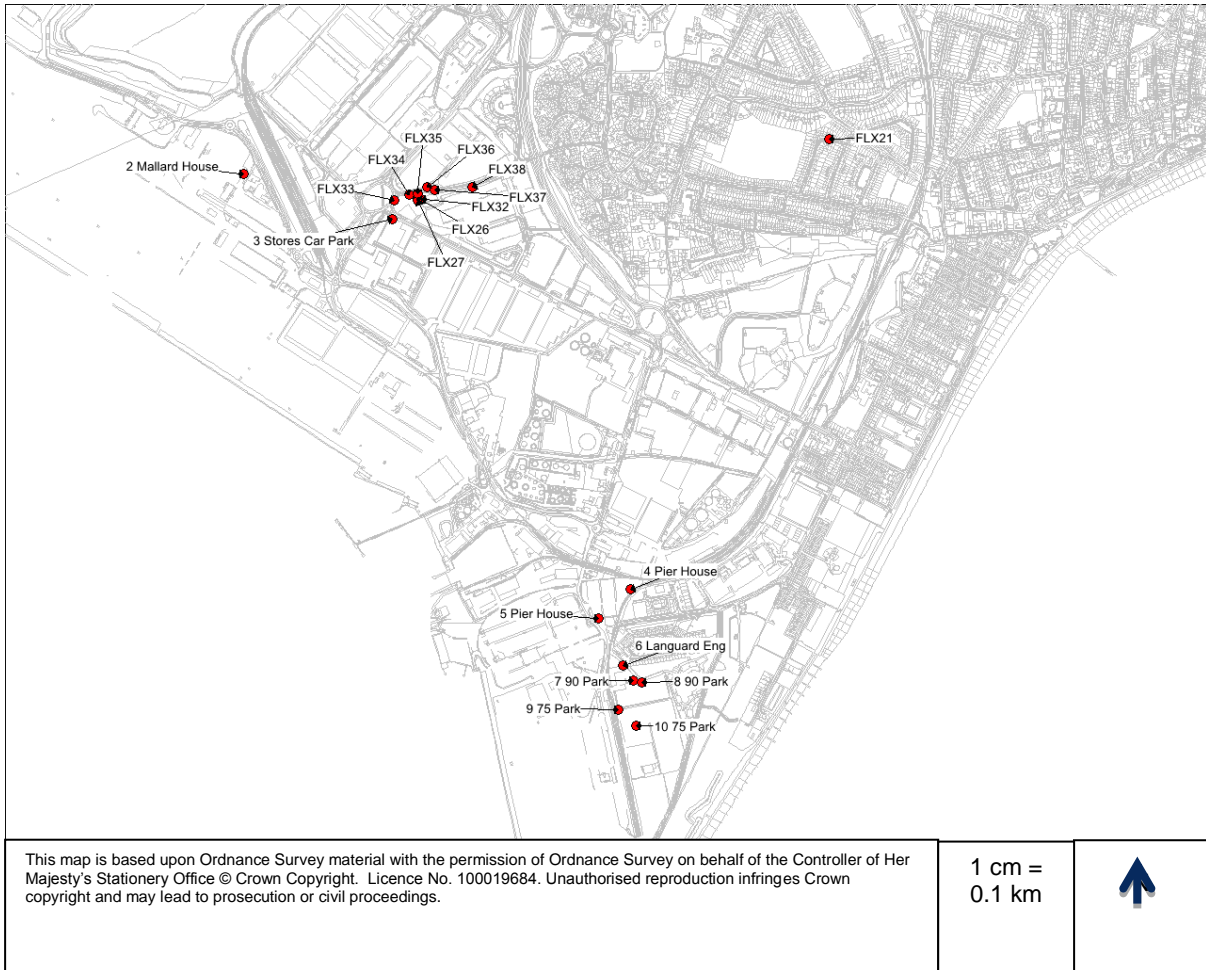 FLX35
FLX36
FLX21
FLX34
FLX38
2 Mallard House
FLX33
FLX37
FLX32
FLX26
3 Stores Car Park
FLX27
4 Pier House
5 Pier House
6 Languard Eng
7 90 Park
8 90 Park
9 75 Park
10 75 Park
This map is based upon Ordnance Survey material with the permission of Ordnance Survey on behalf of the Controller of Her
Majesty's Stationery Office © Crown Copyright. Licence No. 100019684. Unauthorised reproduction infringes Crown
copyright and may lead to prosecution or civil proceedings.
1 cm =
0.1 km